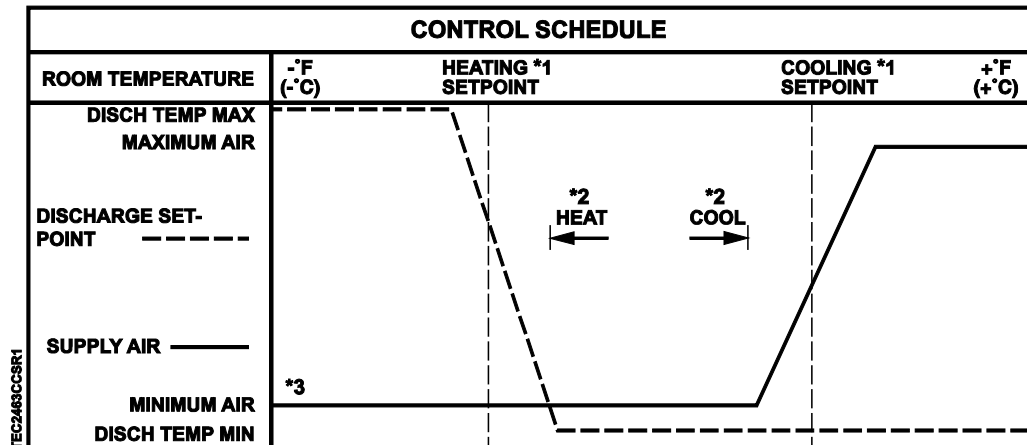 CONTROL SCHEDULE
ROOM TEMPERATURE
-˚F
(-˚C)
HEATING *1
SETPOINT
COOLING *1
SETPOINT
+˚F
(+˚C)
DISCH TEMP MAX
MAXIMUM AIR
DISCHARGE SET-
POINT
*2
HEAT
*2
COOL
SUPPLY AIR
*3
MINIMUM AIR
DISCH TEMP MIN
TEC2463CCSR1